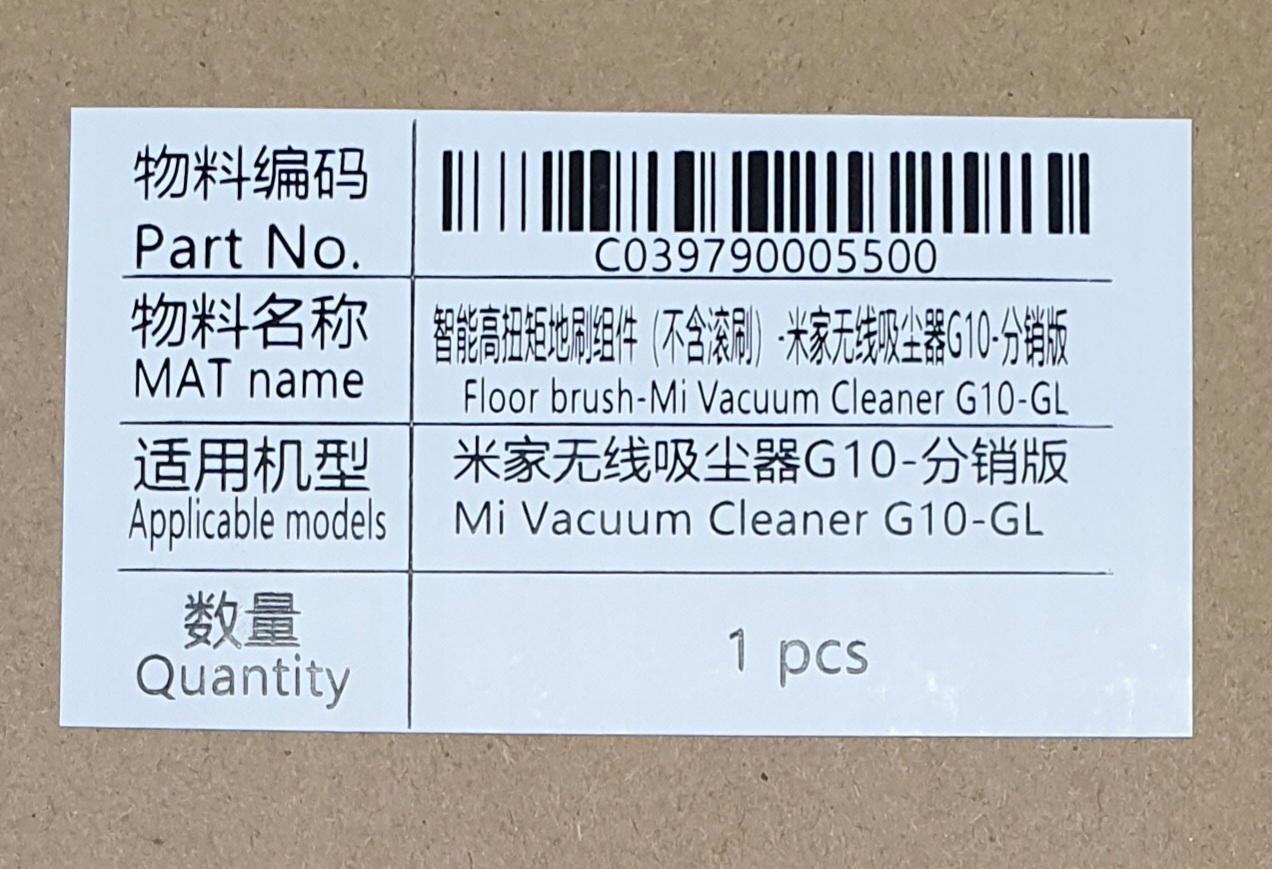 物料编码
Part No.
C039790005500
物料名称
MAT name
智能高扭矩地刷组件（不含滚刷）-米家无线吸尘器G10-分销版
Floor brush-Mi Vacuum Cleaner G10-GL
适用机型
Applicable models
米家无线吸尘器G10-分销版
Mi Vacuum Cleaner G10-GL
数量
Quantity
1 pcs